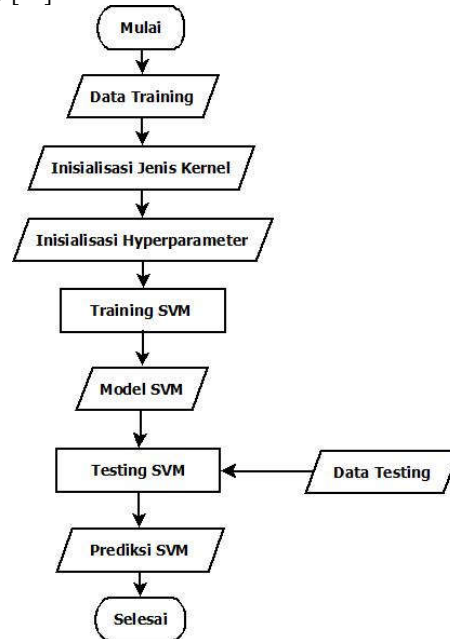 Mulai
Data Training
Inisialisasi Jenis Kernel
Inisialisasi Hyperparameter
Training SVM
Model SVM
Testing SVM
Data Testing
Prediksi SVM
Selesai